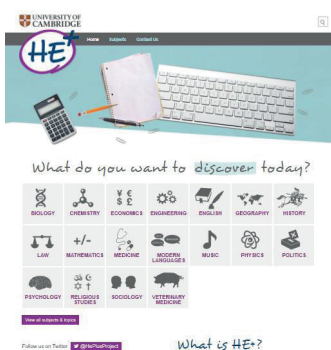 UNIVERSITY OF
CAMBRIDGE
HE+
Home Subjects Contact Us
What do you want to discover today?
BIOLOGY CHEMISTRY ECONOMICS ENGINEERING ENGLISH GEOGRAPHY HISTORY
LAW MATHEMATICS MEDICINE MODERN LANGUAGES MUSIC PHYSICS POLITICS
PSYCHOLOGY RELIGIOUS STUDIES SOCIOLOGY VETERINARY MEDICINE
View all subjects & topics
Follow us on Twitter @HePlusProject
What is HE+?